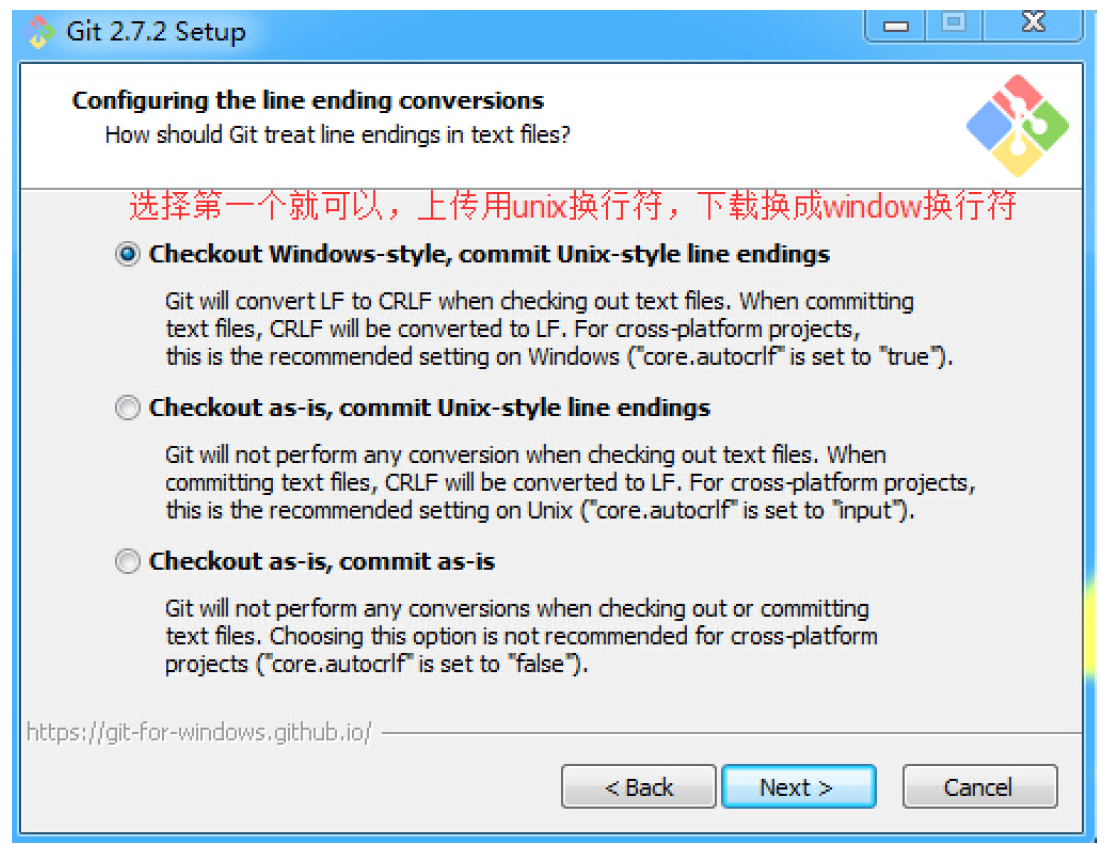 Git 2.7.2 Setup
Configuring the line ending conversions
How should Git treat line endings in text files?
选择第一个就可以，上传用unix换行符，下载换成window换行符
Checkout Windows-style, commit Unix-style line endings
Git will convert LF to CRLF when checking out text files. When committing
text files, CRLF will be converted to LF. For cross-platform projects,
this is the recommended setting on Windows ("core.autocrlf" is set to "true").
Checkout as-is, commit Unix-style line endings
Git will not perform any conversion when checking out text files. When
committing text files, CRLF will be converted to LF. For cross-platform projects,
this is the recommended setting on Unix ("core.autocrlf" is set to "input").
Checkout as-is, commit as-is
Git will not perform any conversions when checking out or committing
text files. Choosing this option is not recommended for cross-platform
projects ("core.autocrlf" is set to "false").
https://git-for-windows.github.io/
< Back Next > Cancel